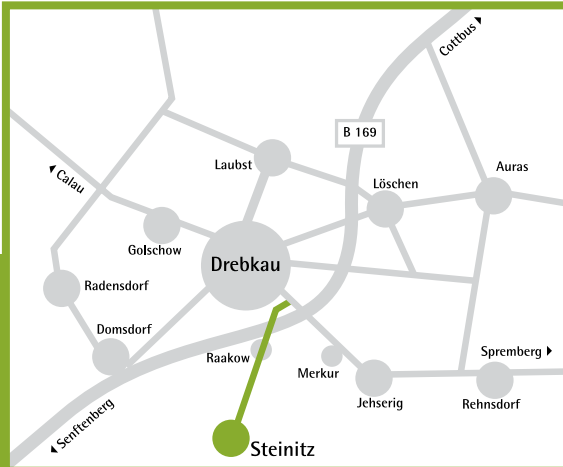 Cottbus
B 169
Laubst
Auras
Calau
Löschen
Golschow
Drebkau
Radensdorf
Domsdorf
Raakow
Merkur
Spremberg
Jehserig
Rehnsdorf
Senftenberg
Steinitz